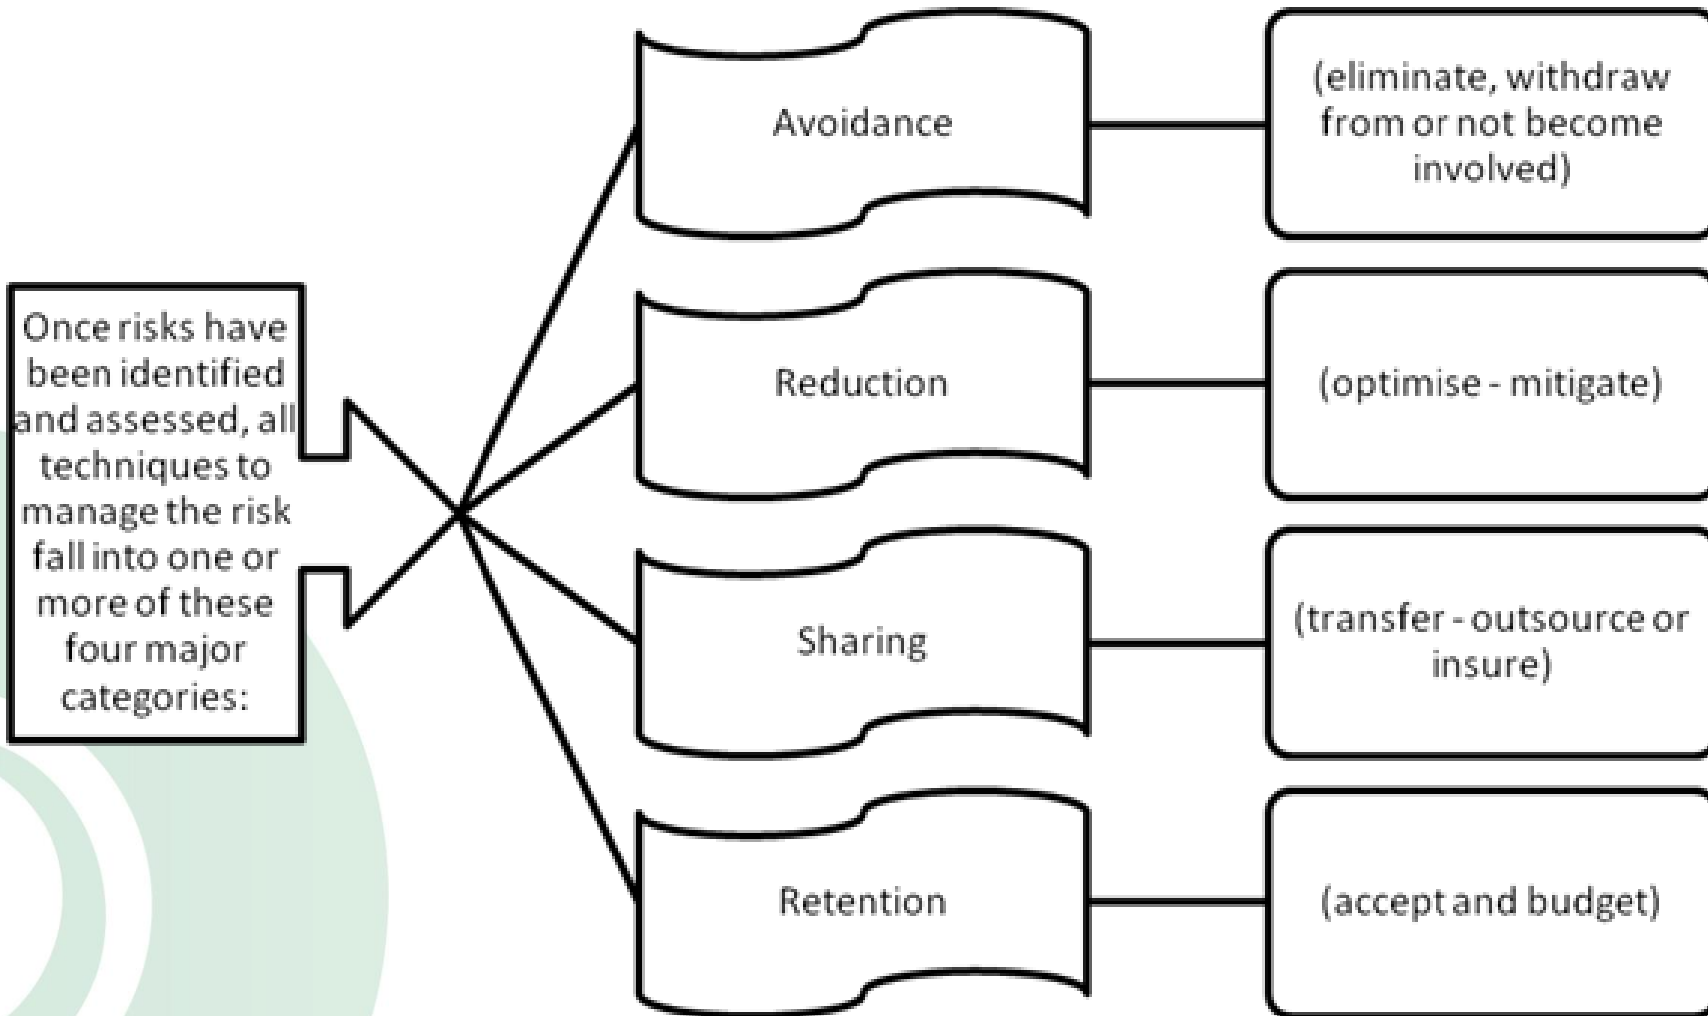 Once risks have
been identified
and assessed, all
techniques to
manage the risk
fall into one or
more of these
four major
categories:
Avoidance
(eliminate, withdraw
from or not become
involved)
Reduction
(optimise - mitigate)
Sharing
(transfer - outsource or
insure)
Retention
(accept and budget)